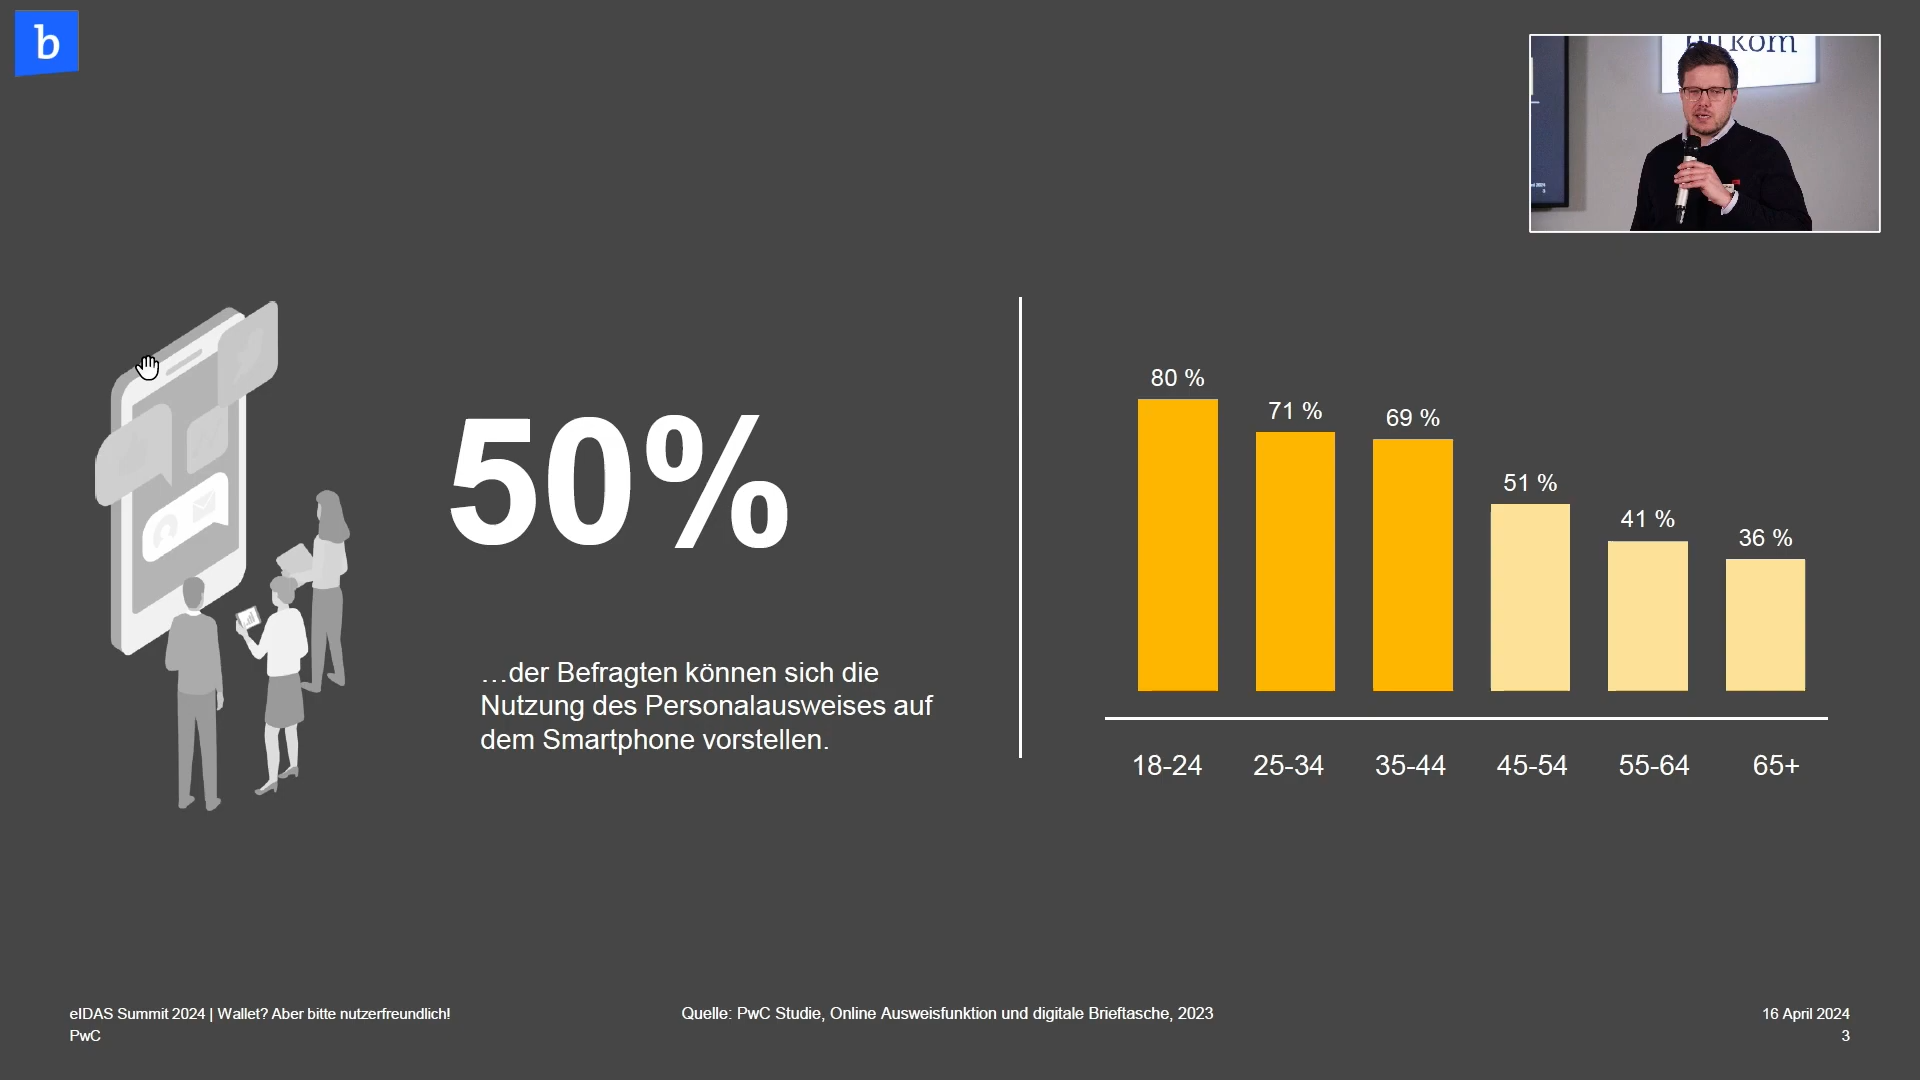 b
bitkom
50%
…der Befragten können sich die
Nutzung des Personalausweises auf
dem Smartphone vorstellen.
80 %
71 %
69 %
51 %
41 %
36 %
18-24
25-34
35-44
45-54
55-64
65+
eIDAS Summit 2024 | Wallet? Aber bitte nutzerfreundlich!
PwC
Quelle: PwC Studie, Online Ausweisfunktion und digitale Brieftasche, 2023
16 April 2024
3